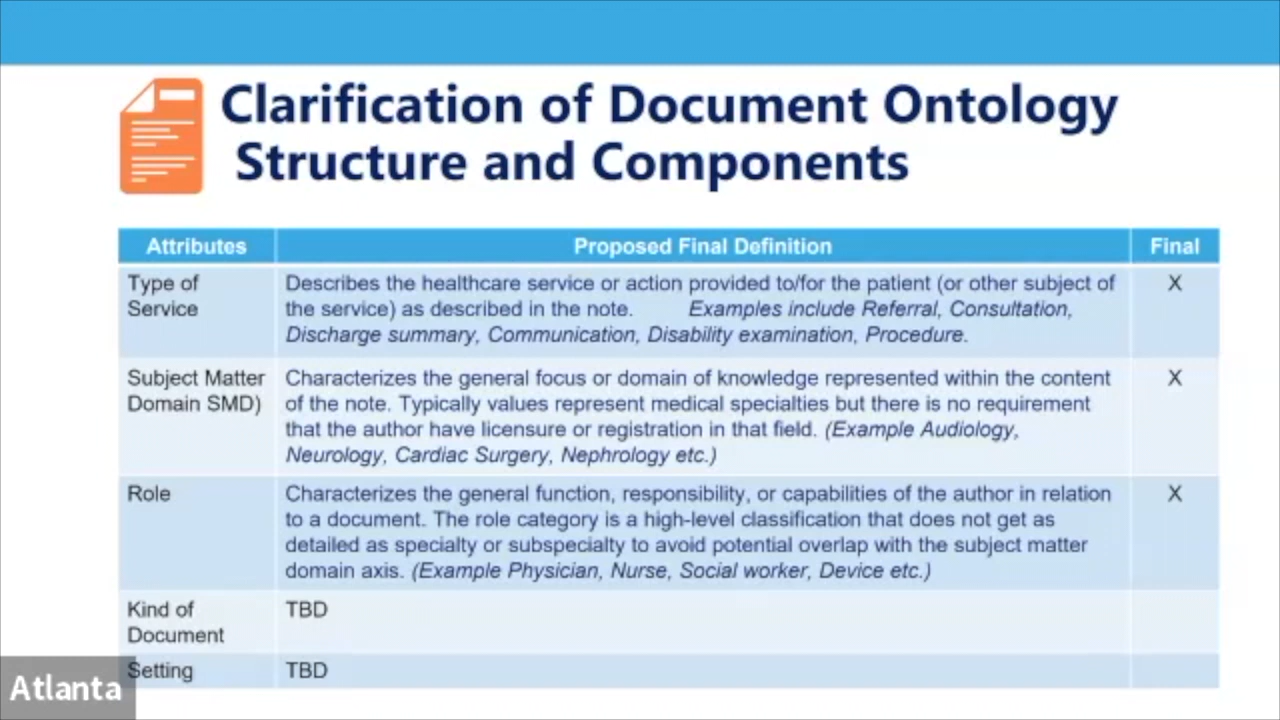 Clarification of Document Ontology
Structure and Components
Attributes Proposed Final Definition Final
Type of Service
Describes the healthcare service or action provided to/for the patient (or other subject of
the service) as described in the note. Examples include Referral, Consultation,
Discharge summary, Communication, Disability examination, Procedure.
X
Subject Matter
Domain SMD)
Characterizes the general focus or domain of knowledge represented within the content
of the note. Typically values represent medical specialties but there is no requirement
that the author have licensure or registration in that field. (Example Audiology,
Neurology, Cardiac Surgery, Nephrology etc.)
X
Role
Characterizes the general function, responsibility, or capabilities of the author in relation
to a document. The role category is a high-level classification that does not get as
detailed as specialty or subspecialty to avoid potential overlap with the subject matter
domain axis. (Example Physician, Nurse, Social worker, Device etc.)
X
Kind of
Document
TBD
Setting
TBD
Atlanta